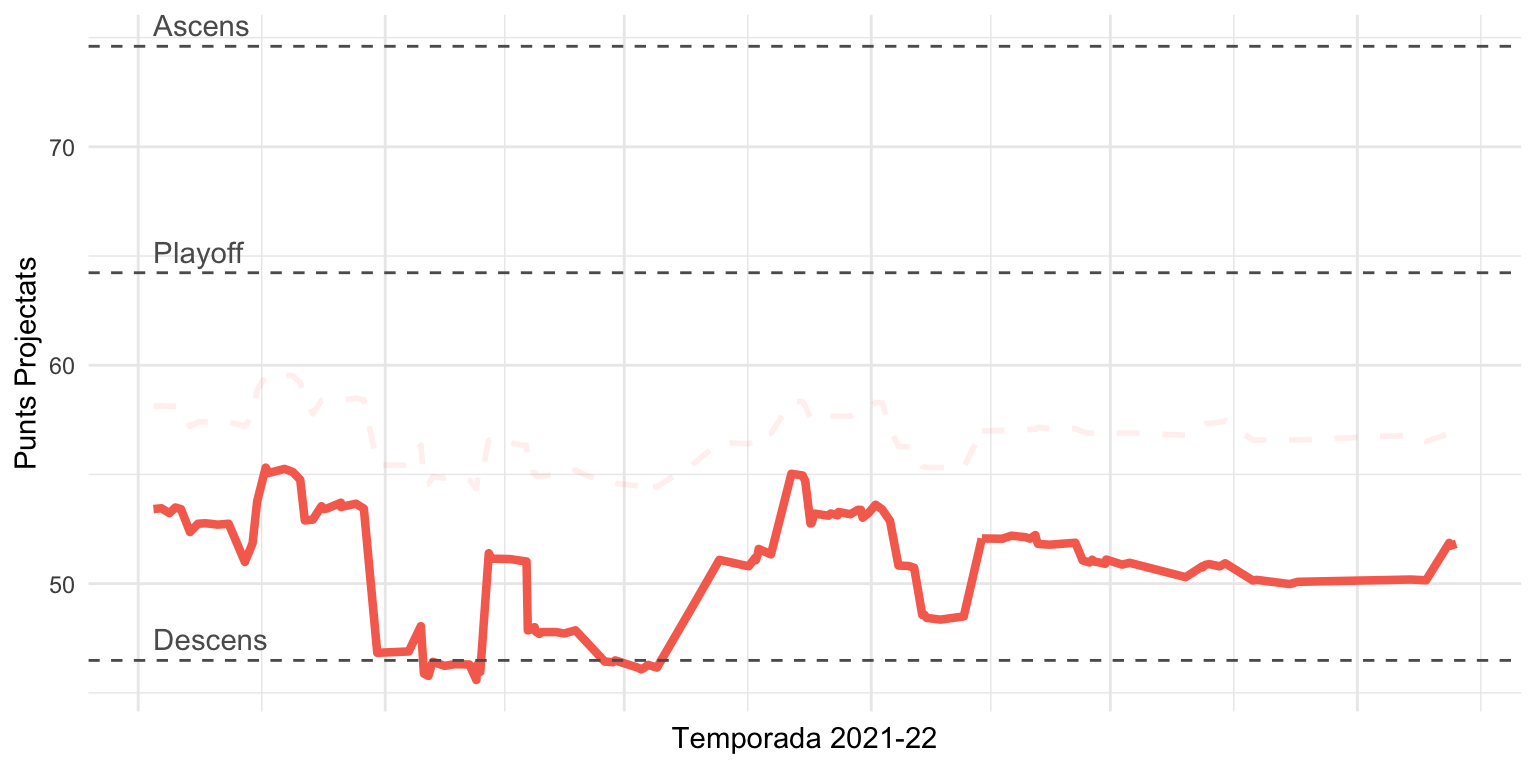 Ascens
70
Playoff
60
Punts Projectats
50
Descens
Temporada 2021-22